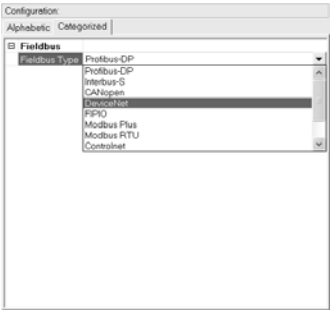 Configuration:
Alphabetic Categorized
Fieldbus
Fieldbus Type Profibus-DP
Profibus-DP
Interbus-S
CANopen
DeviceNet
FIPIO
Modbus Plus
Modbus RTU
Controlnet